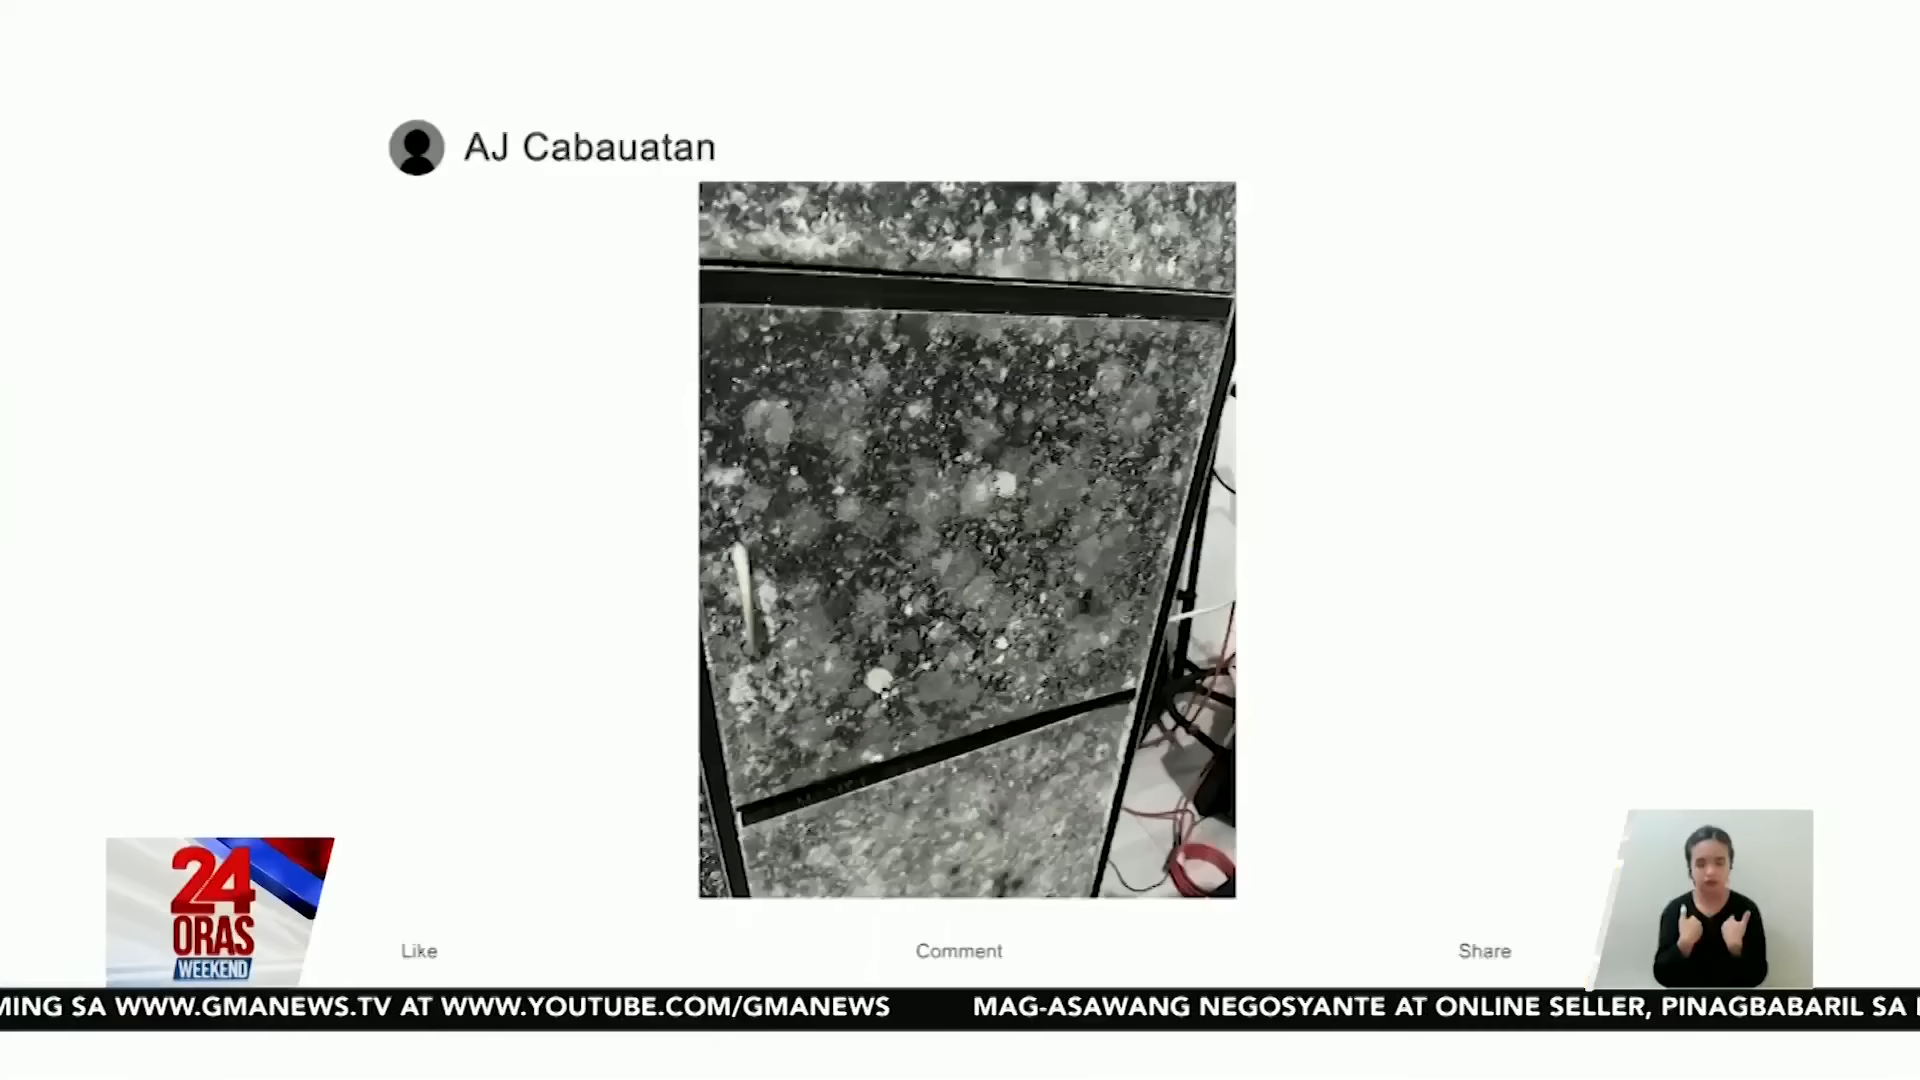 AJ Cabauatan
24
ORAS
WEEKEND
Like
Comment
Share
MING SA WWW.GMANEWS.TV AT WWW.YOUTUBE.COM/GMANEWS
MAG-ASAWANG NEGOSYANTE AT ONLINE SELLER, PINAGBABARIL SA